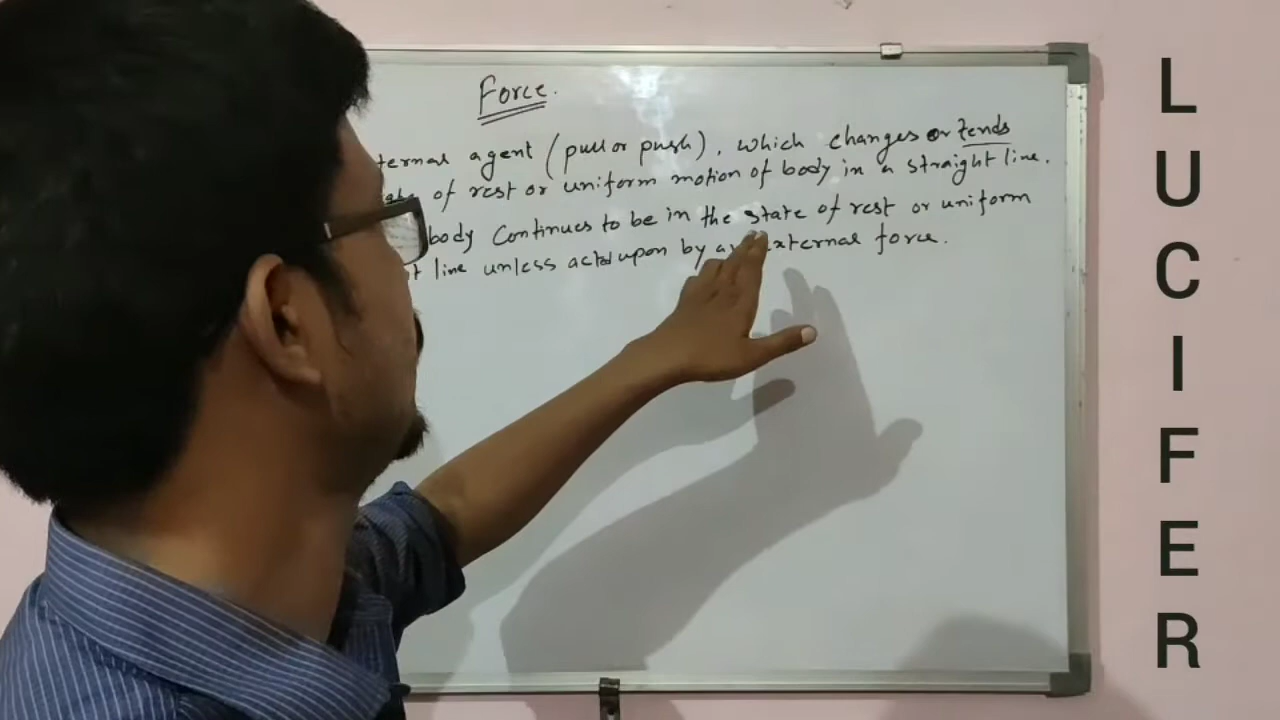 Force.
ternal agent (pull or push), which changes or tends
of rest or uniform motion of body in a straight line.
body continues to be in the state of rest or uniform
line unless acted upon by external force.
LUCIFER